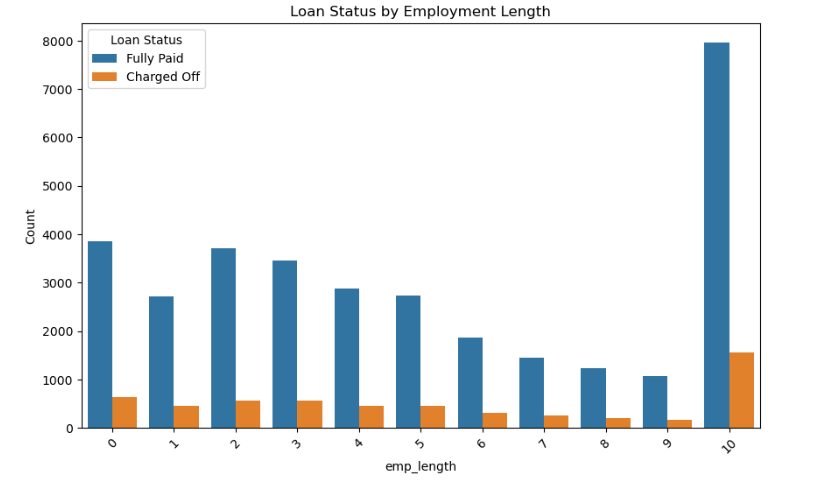 Loan Status by Employment Length
Loan Status
Fully Paid
Charged Off
8000
7000
6000
5000
4000
3000
2000
1000
0
Count
0 1 2 3 4 5 6 7 8 9 10
emp_length